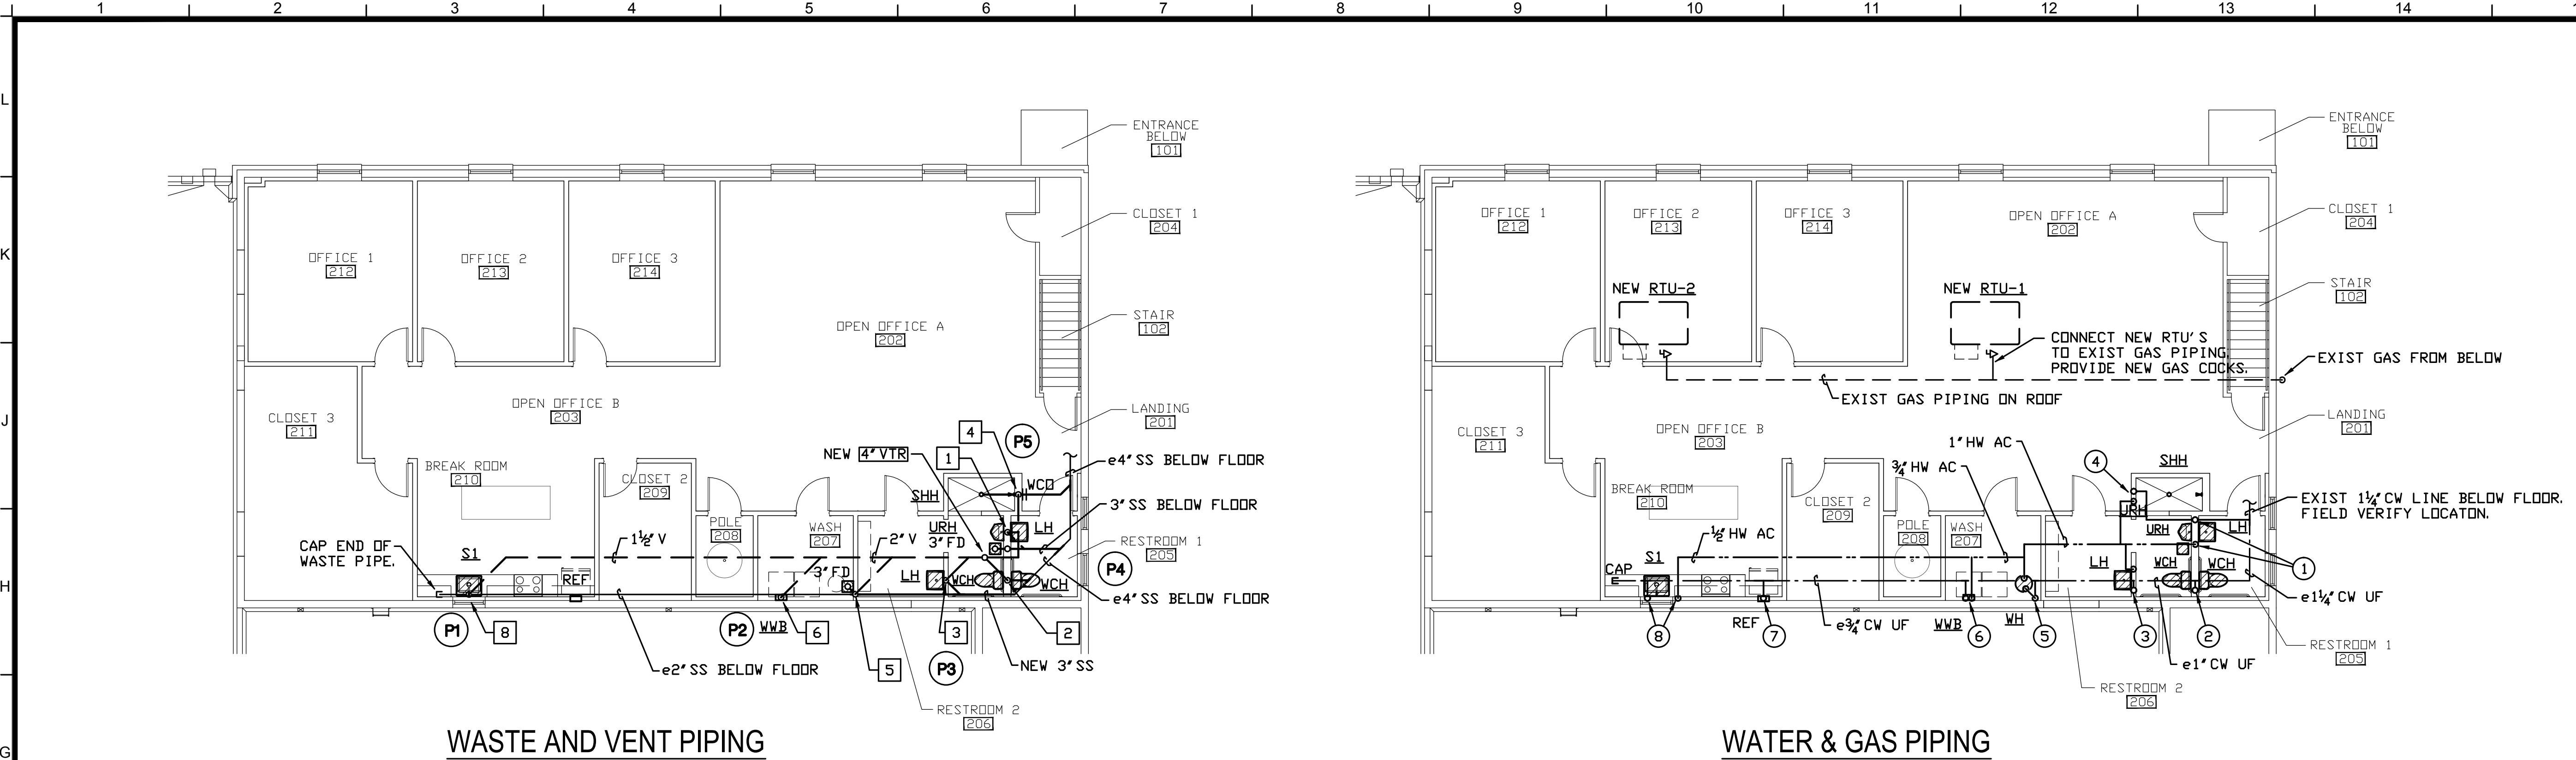 1 2 3 4 5 6 7 8 9 10 11 12 13 14
L
K
J
H
G
ENTRANCE
BELOW
101
CLOSET 1
204
OFFICE 1
212
OFFICE 2
213
OFFICE 3
214
STAIR
102
OPEN OFFICE A
202
OPEN OFFICE B
203
CLOSET 3
211
LANDING
201
4
P5
NEW 4" VTR
1
e4" SS BELOW FLOOR
BREAK ROOM
210
CLOSET 2
209
WCO
SHH
3" SS BELOW FLOOR
POLE
208
WASH
207
URH
3" FD
LH
2" V
1½" V
RESTROOM 1
205
CAP END OF
WASTE PIPE.
S1
REF
3" FD
LH
WCH
WCH
P4
e4" SS BELOW FLOOR
P1
8
P2
WWB
6
3
2
P3
NEW 3" SS
e2" SS BELOW FLOOR
5
RESTROOM 2
206
WASTE AND VENT PIPING
ENTRANCE
BELOW
101
OFFICE 1
212
OFFICE 2
213
OFFICE 3
214
OPEN OFFICE A
202
CLOSET 1
204
NEW RTU-2
NEW RTU-1
STAIR
102
CONNECT NEW RTU'S
TO EXIST GAS PIPING.
PROVIDE NEW GAS COCKS.
EXIST GAS FROM BELOW
EXIST GAS PIPING ON ROOF
LANDING
201
CLOSET 3
211
OPEN OFFICE B
203
1" HW AC
¾" HW AC
4
SHH
BREAK ROOM
210
CLOSET 2
209
EXIST 1¼" CW LINE BELOW FLOOR.
FIELD VERIFY LOCATON.
URH
URH
LH
POLE
208
WASH
207
½" HW AC
S1
CAP
LH
WCH
WCH
1
e1¼" CW UF
8
REF
7
e¾" CW UF
WWB
6
WH
5
3
2
e1" CW UF
RESTROOM 1
205
RESTROOM 2
206
WATER & GAS PIPING